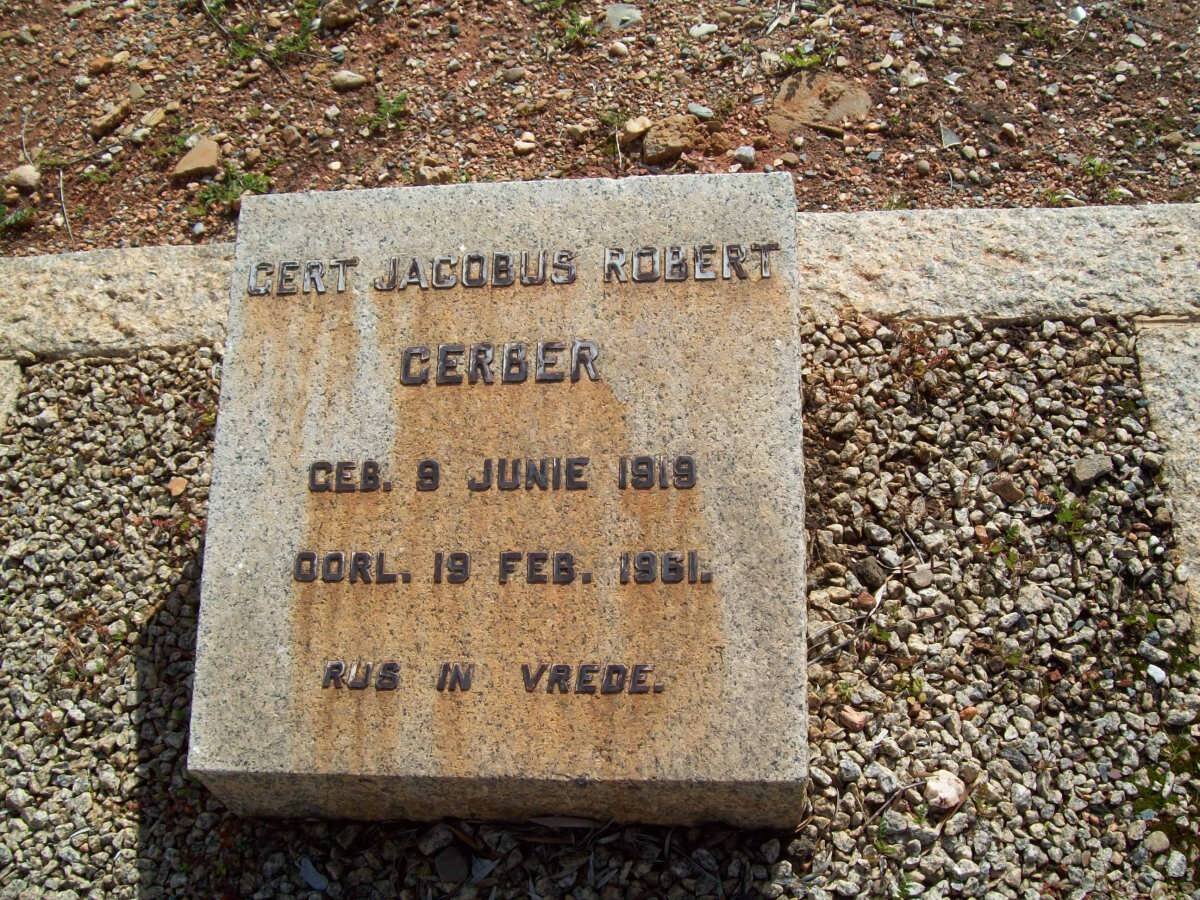 GERT JACOBUS ROBERT
GERBER
GEB. 9 JUNIE 1919
OORL. 19 FEB. 1961.
RUS IN VREDE.